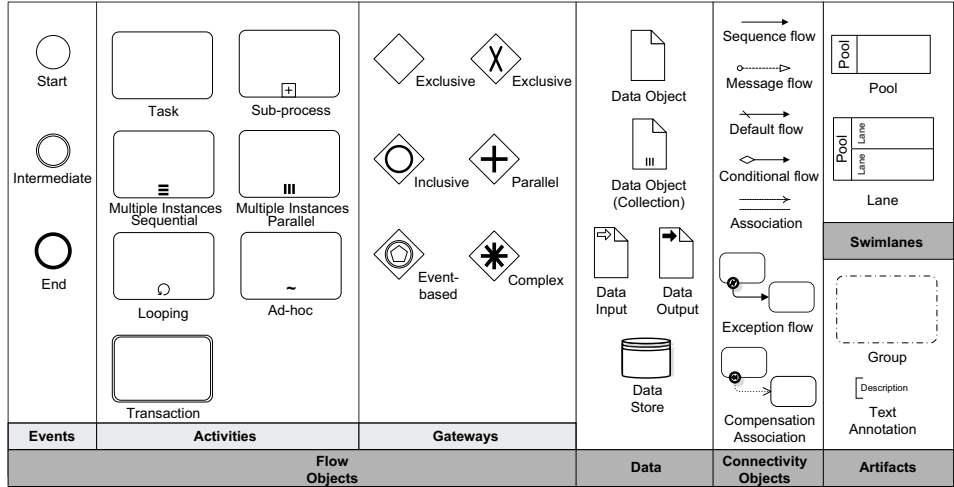 Start
Intermediate
End
Task
Sub-process
Multiple Instances
Sequential
Multiple Instances
Parallel
Looping
Ad-hoc
Transaction
Exclusive
X
Exclusive
Inclusive
Parallel
Event-
based
Complex
Data Object
Data Object
(Collection)
Data
Input
Data
Output
Data
Store
Sequence flow
Message flow
Default flow
Conditional flow
Association
Exception flow
Compensation
Association
Pool
Pool
Pool
Lane
Lane
Lane
Swimlanes
Group
Description
Text
Annotation
Events
Activities
Gateways
Flow
Objects
Data
Connectivity
Objects
Artifacts